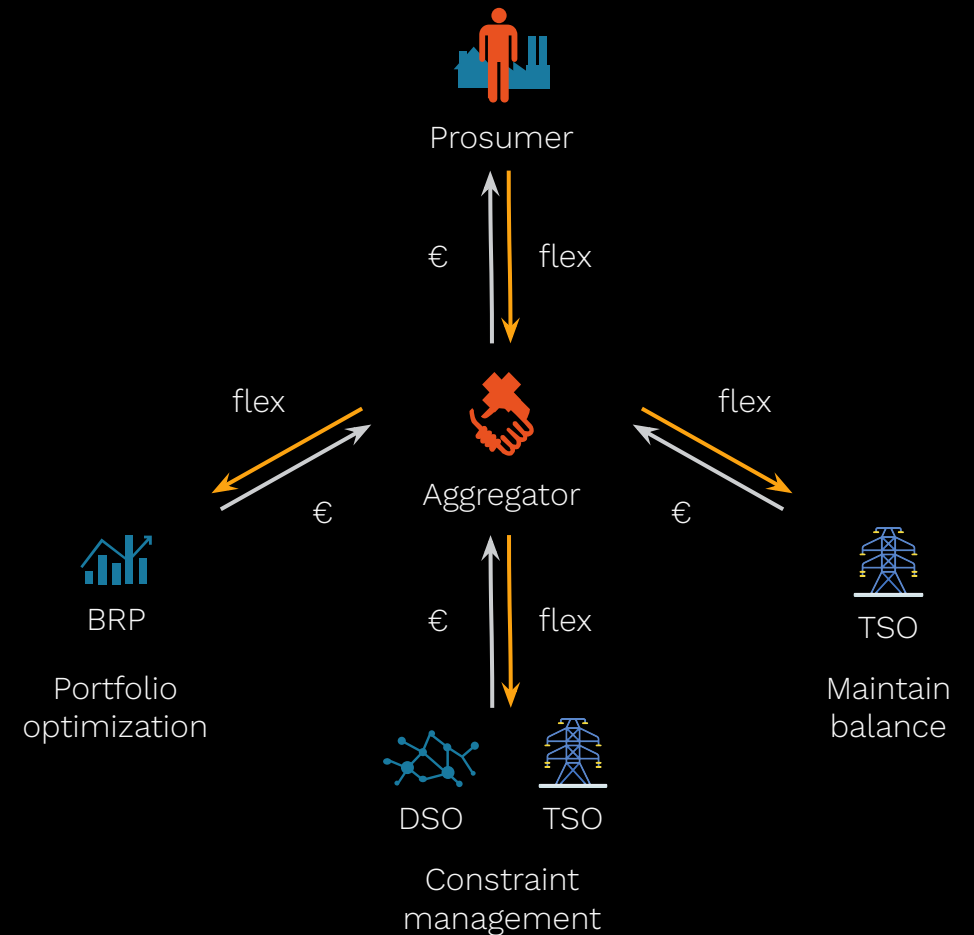 Prosumer
€
flex
flex
flex
€
Aggregator
€
BRP
€
flex
TSO
Portfolio
optimization
Maintain
balance
DSO
TSO
Constraint
management